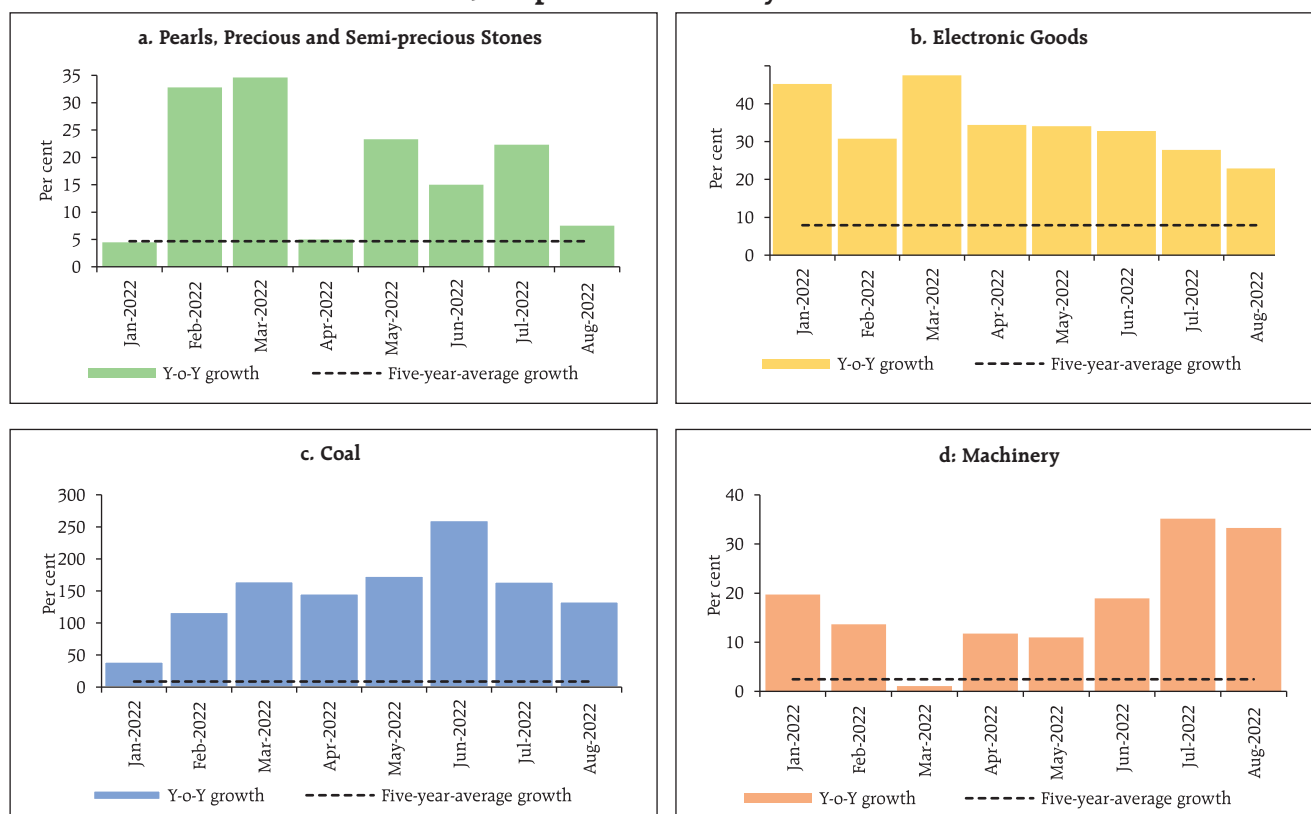 a. Pearls, Precious and Semi-precious Stones
35
30
25
20
15
10
5
0
Per cent
Jan-2022
Feb-2022
Mar-2022
Apr-2022
May-2022
Jun-2022
Jul-2022
Aug-2022
Y-o-Y growth
Five-year-average growth
b. Electronic Goods
40
30
20
10
0
Per cent
Jan-2022
Feb-2022
Mar-2022
Apr-2022
May-2022
Jun-2022
Jul-2022
Aug-2022
Y-o-Y growth
Five-year-average growth
c. Coal
300
250
200
150
100
50
0
Per cent
Jan-2022
Feb-2022
Mar-2022
Apr-2022
May-2022
Jun-2022
Jul-2022
Aug-2022
Y-o-Y growth
Five-year-average growth
d: Machinery
40
30
20
10
0
Per cent
Jan-2022
Feb-2022
Mar-2022
Apr-2022
May-2022
Jun-2022
Jul-2022
Aug-2022
Y-o-Y growth
Five-year-average growth